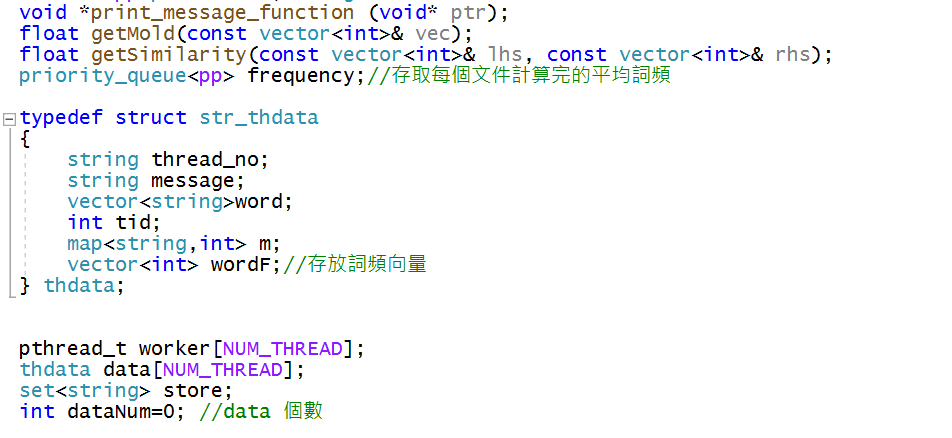 void *print_message_function (void* ptr);
float getMold(const vector<int>& vec);
float getSimilarity(const vector<int>& lhs, const vector<int>& rhs);
priority_queue<pp> frequency;//存取每個文件計算完的平均詞頻
typedef struct str_thdata
{
    string thread_no;
    string message;
    vector<string>word;
    int tid;
    map<string,int> m;
    vector<int> wordF;//存放詞頻向量
} thdata;
pthread_t worker[NUM_THREAD];
thdata data[NUM_THREAD];
set<string> store;
int dataNum=0; //data 個數